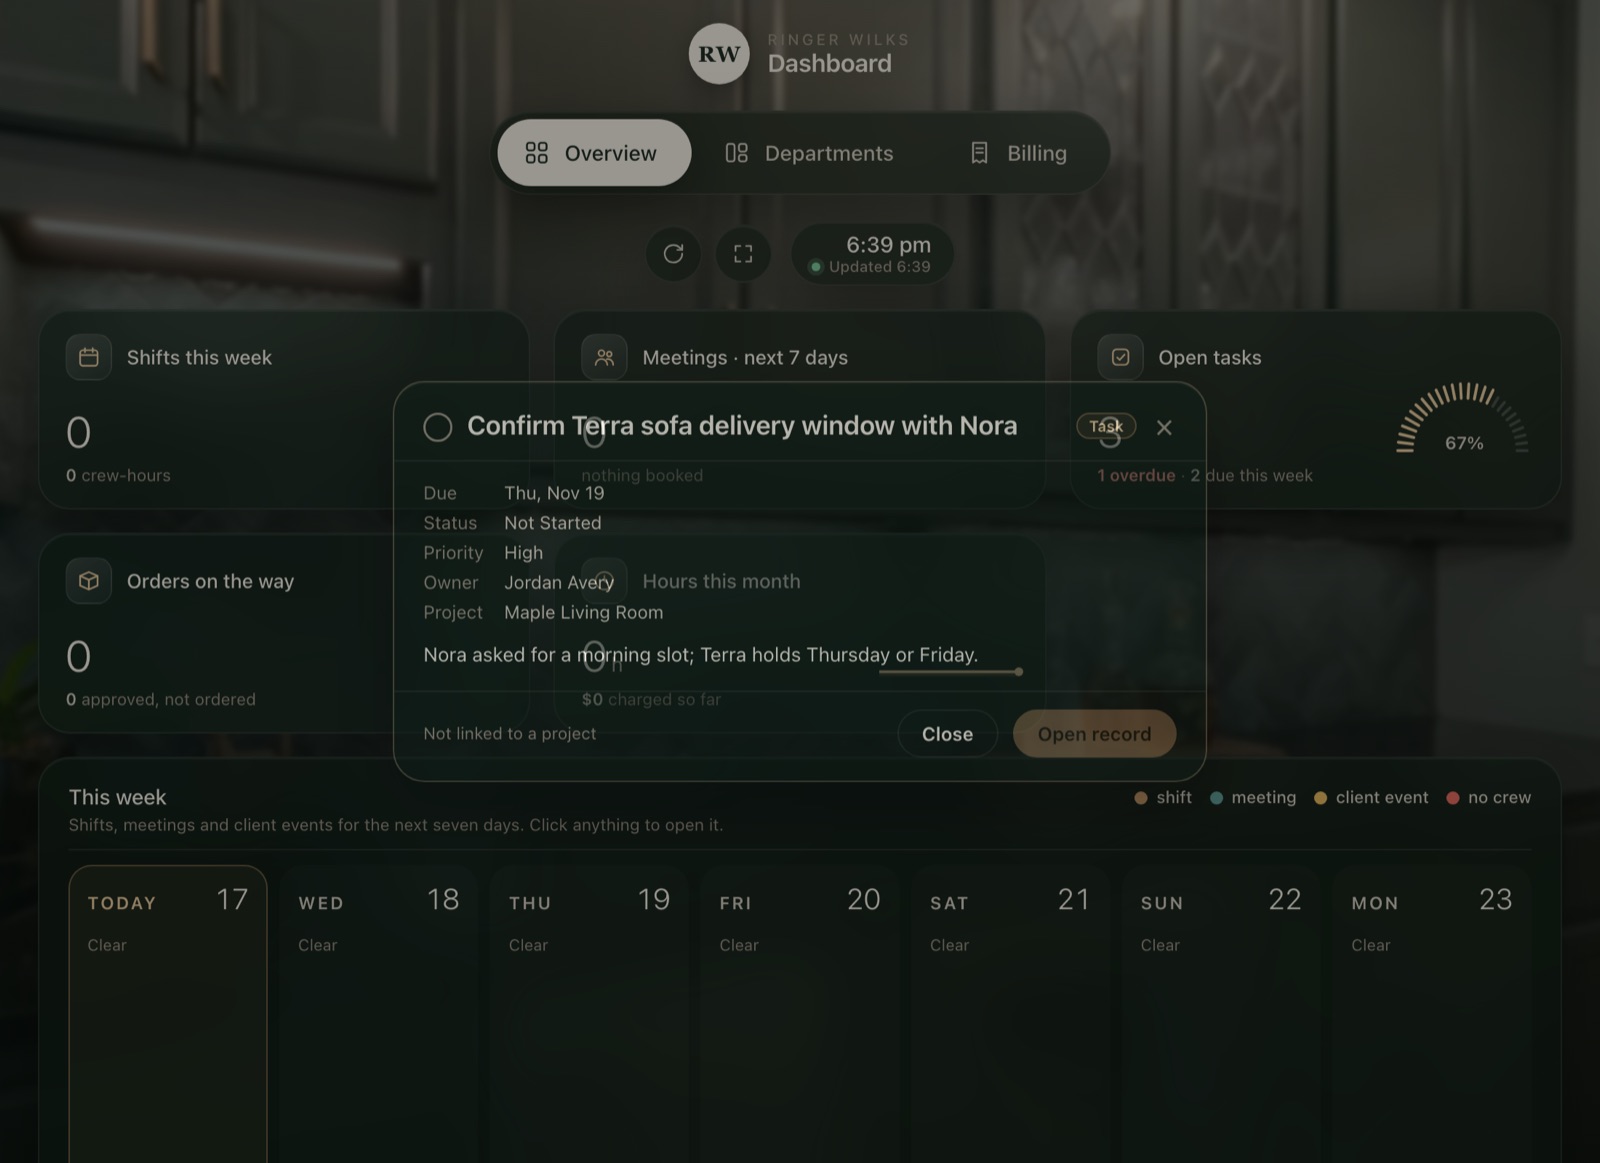 RW
RINGER WILKS
Dashboard
Overview
Departments
Billing
6:39 pm
Updated 6:39
Shifts this week
0
0 crew-hours
Meetings · next 7 days
0
nothing booked
Open tasks
3
1 overdue · 2 due this week
67%
Confirm Terra sofa delivery window with Nora
Task
Due Thu, Nov 19
Status Not Started
Priority High
Owner Jordan Avery
Project Maple Living Room
Nora asked for a morning slot; Terra holds Thursday or Friday.
Not linked to a project
Close
Open record
Orders on the way
0
0 approved, not ordered
Hours this month
0 h
$0 charged so far
This week
Shifts, meetings and client events for the next seven days. Click anything to open it.
shift
meeting
client event
no crew
TODAY 17
Clear
WED 18
Clear
THU 19
Clear
FRI 20
Clear
SAT 21
Clear
SUN 22
Clear
MON 23
Clear